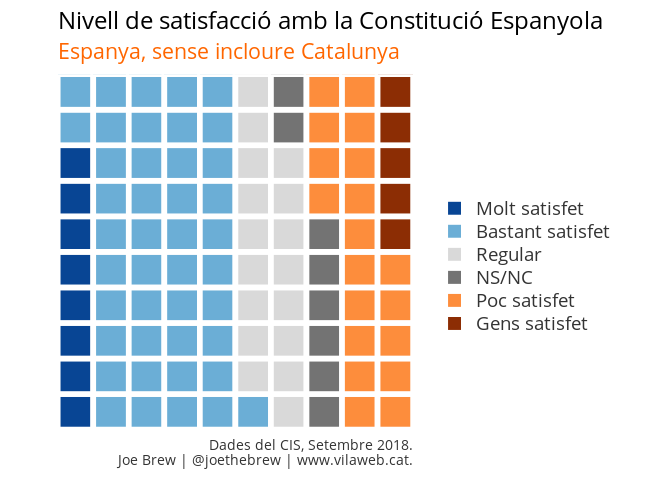 Nivell de satisfacció amb la Constitució Espanyola
Espanya, sense incloure Catalunya
Molt satisfet
Bastant satisfet
Regular
NS/NC
Poc satisfet
Gens satisfet
Dades del CIS, Setembre 2018.
Joe Brew | @joethebrew | www.vilaweb.cat.